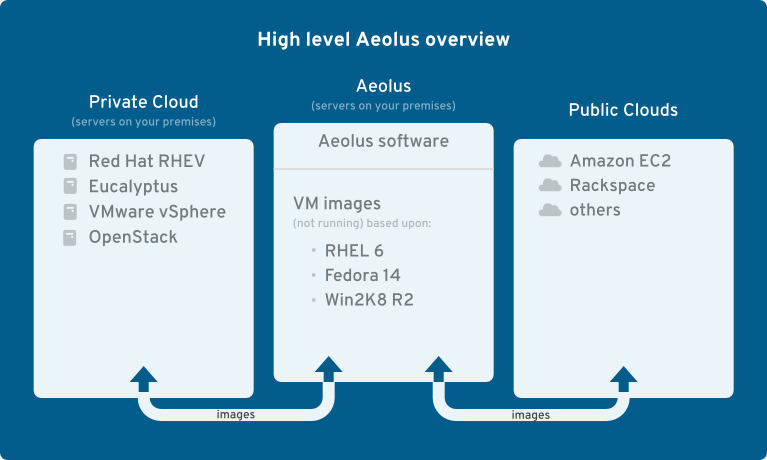 High level Aeolus overview
Private Cloud
(servers on your premises)
Red Hat RHEV
Eucalyptus
VMware vSphere
OpenStack
Aeolus
(servers on your premises)
Aeolus software
VM images
(not running) based upon:
• RHEL 6
• Fedora 14
• Win2K8 R2
Public Clouds
Amazon EC2
Rackspace
others
images
images